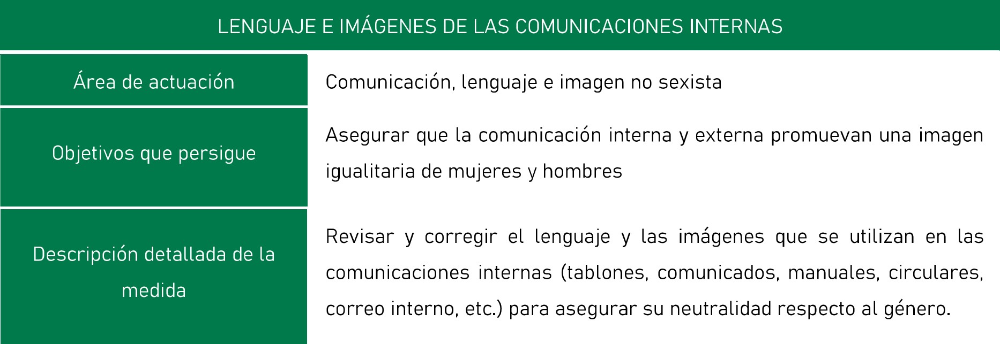 LENGUAJE E IMÁGENES DE LAS COMUNICACIONES INTERNAS
Área de actuación
Comunicación, lenguaje e imagen no sexista
Objetivos que persigue
Asegurar que la comunicación interna y externa promuevan una imagen
igualitaria de mujeres y hombres
Descripción detallada de la
medida
Revisar y corregir el lenguaje y las imágenes que se utilizan en las
comunicaciones internas (tablones, comunicados, manuales, circulares,
correo interno, etc.) para asegurar su neutralidad respecto al género.